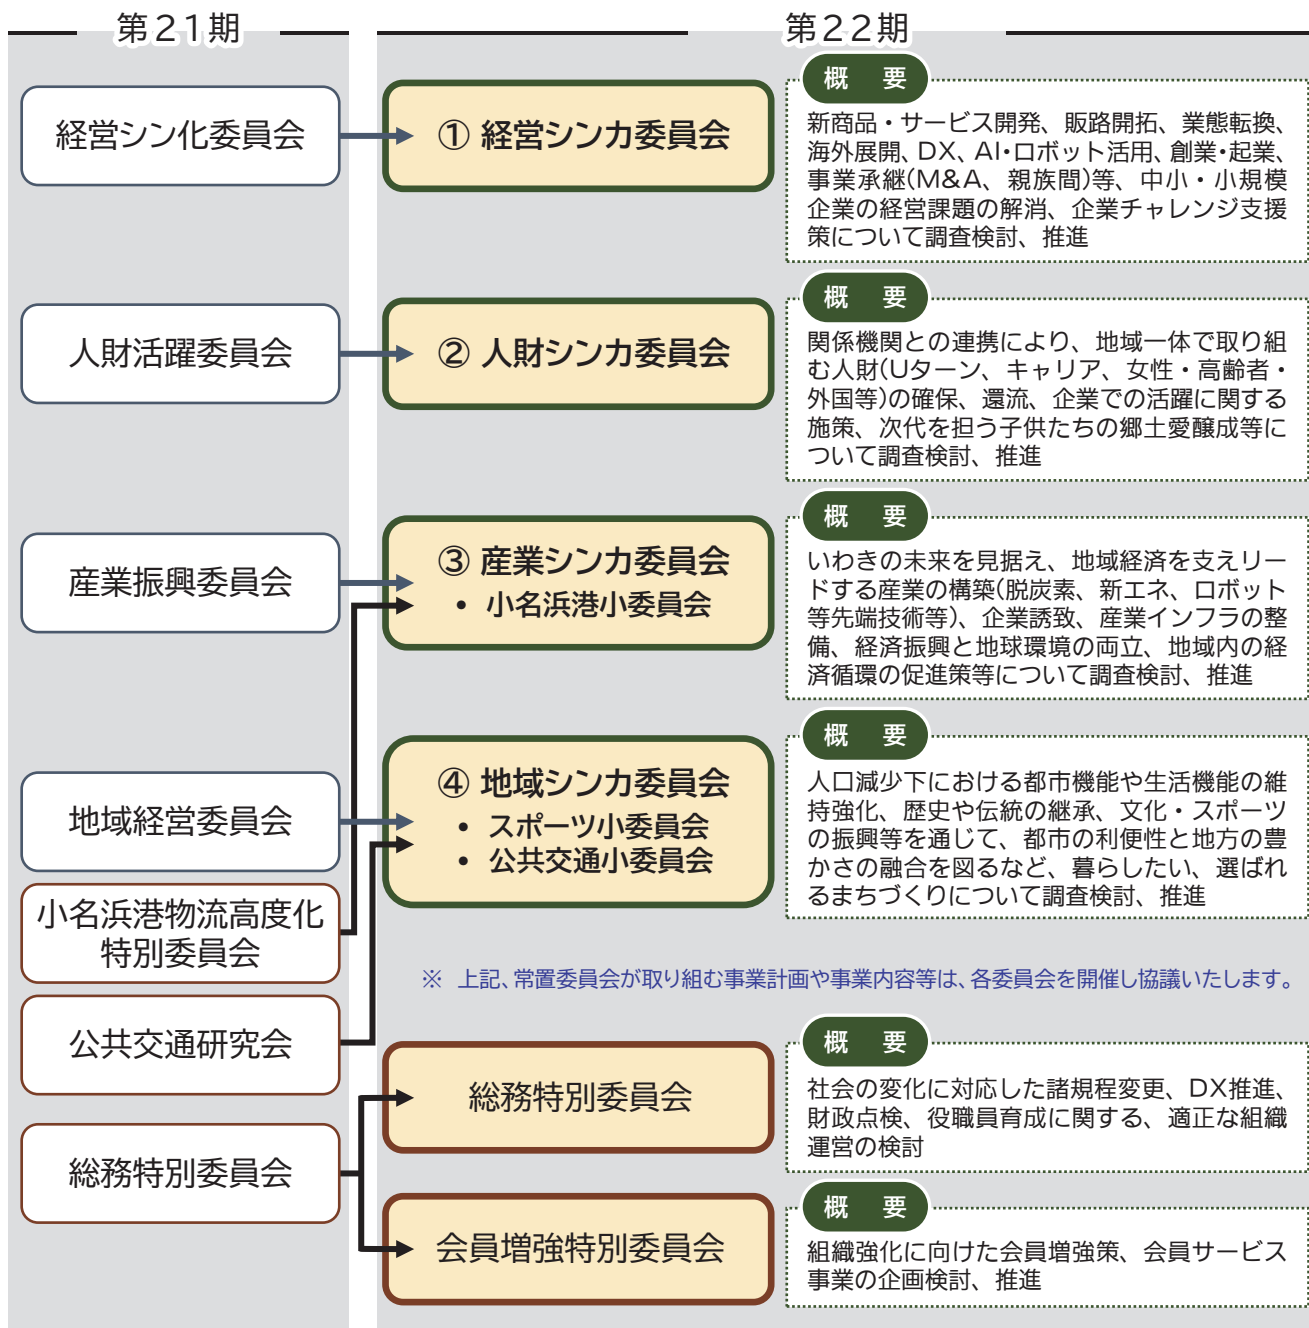 第21期
第22期
経営シン化委員会
① 経営シンカ委員会
概 要
新商品・サービス開発、販路開拓、業態転換、
海外展開、DX、AI・ロボット活用、創業・起業、
事業承継(M&A、親族間)等、中小・小規模
企業の経営課題の解消、企業チャレンジ支援
策について調査検討、推進
人財活躍委員会
② 人財シンカ委員会
概 要
関係機関との連携により、地域一体で取り組
む人財(Uターン、キャリア、女性・高齢者・
外国等)の確保、還流、企業での活躍に関する
施策、次代を担う子供たちの郷土愛醸成等に
ついて調査検討、推進
産業振興委員会
③ 産業シンカ委員会
• 小名浜港小委員会
概 要
いわきの未来を見据え、地域経済を支えリー
ドする産業の構築(脱炭素、新エネ、ロボット
等先端技術等)、企業誘致、産業インフラの整
備、経済振興と地球環境の両立、地域内の経
済循環の促進策等について調査検討、推進
地域経営委員会
④ 地域シンカ委員会
• スポーツ小委員会
• 公共交通小委員会
概 要
人口減少下における都市機能や生活機能の維
持強化、歴史や伝統の継承、文化・スポーツ
の振興等を通じて、都市の利便性と地方の豊
かさの融合を図るなど、暮らしたい、選ばれ
るまちづくりについて調査検討、推進
小名浜港物流高度化
特別委員会
※ 上記、常置委員会が取り組む事業計画や事業内容等は、各委員会を開催し協議いたします。
公共交通研究会
総務特別委員会
総務特別委員会
概 要
社会の変化に対応した諸規程変更、DX推進、
財政点検、役職員育成に関する、適正な組織
運営の検討
会員増強特別委員会
概 要
組織強化に向けた会員増強策、会員サービス
事業の企画検討、推進